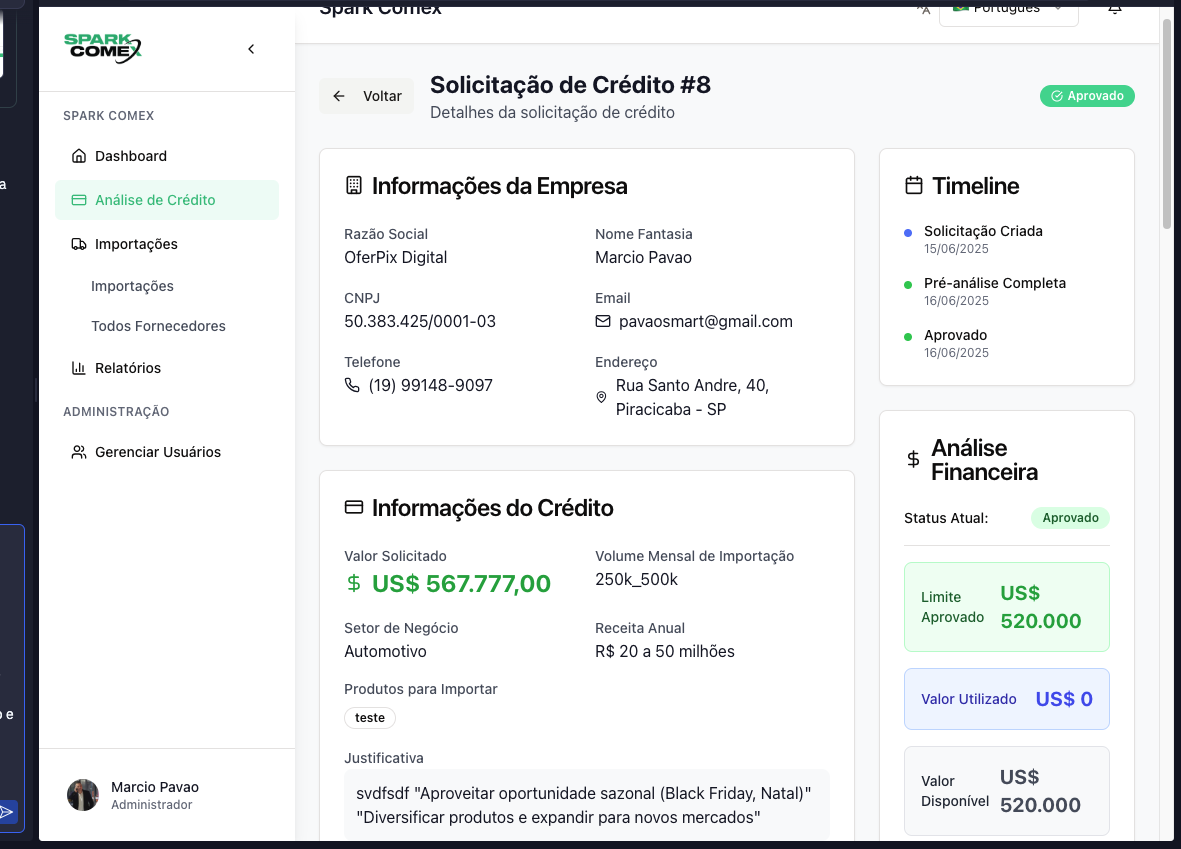 Spark Comex
Português
SPARK
COMEX
Voltar
Solicitação de Crédito #8
Detalhes da solicitação de crédito
Aprovado
SPARK COMEX
Dashboard
Análise de Crédito
Importações
Importações
Todos Fornecedores
Relatórios
ADMINISTRAÇÃO
Gerenciar Usuários
Marcio Pavao
Administrador
Informações da Empresa
Razão Social
OferPix Digital
Nome Fantasia
Marcio Pavao
CNPJ
50.383.425/0001-03
Email
pavaosmart@gmail.com
Telefone
(19) 99148-9097
Endereço
Rua Santo Andre, 40,
Piracicaba - SP
Informações do Crédito
Valor Solicitado
$ US$ 567.777,00
Volume Mensal de Importação
250k_500k
Setor de Negócio
Automotivo
Receita Anual
R$ 20 a 50 milhões
Produtos para Importar
teste
Justificativa
svdfsdf "Aproveitar oportunidade sazonal (Black Friday, Natal)"
"Diversificar produtos e expandir para novos mercados"
Timeline
Solicitação Criada
15/06/2025
Pré-análise Completa
16/06/2025
Aprovado
16/06/2025
$ Análise
Financeira
Status Atual: Aprovado
Limite
Aprovado
US$
520.000
Valor Utilizado US$ 0
Valor
Disponível
US$
520.000
a
o e